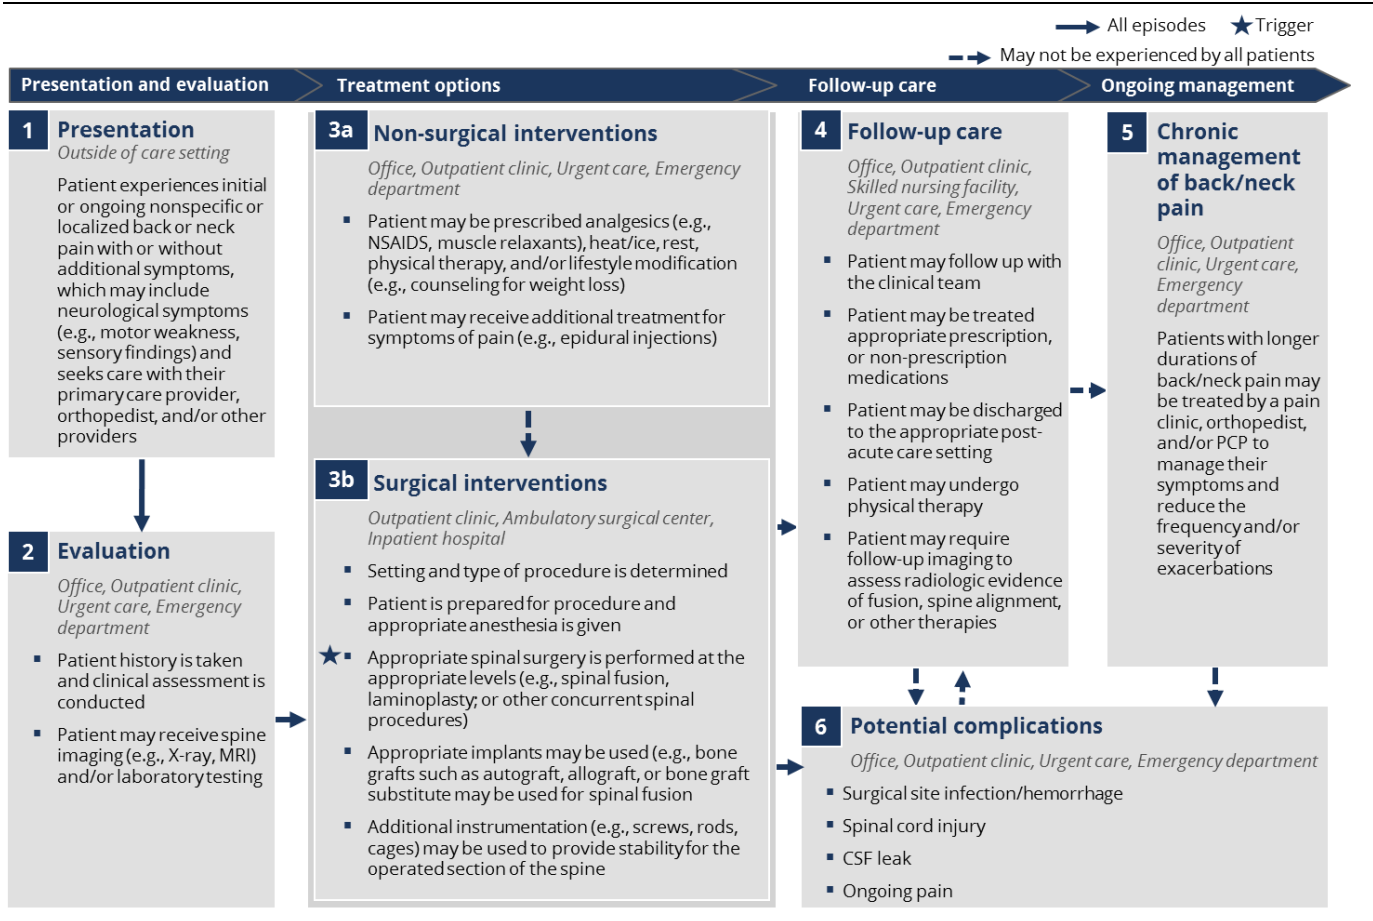 All episodes
Trigger
May not be experienced by all patients
Presentation and evaluation
Treatment options
Follow-up care
Ongoing management
1
Presentation
Outside of care setting
Patient experiences initial
or ongoing nonspecific or
localized back or neck
pain with or without
additional symptoms,
which may include
neurological symptoms
(e.g., motor weakness,
sensory findings) and
seeks care with their
primary care provider,
orthopedist, and/or other
providers
2
Evaluation
Office, Outpatient clinic,
Urgent care, Emergency
department
▪ Patient history is taken
and clinical assessment is
conducted
▪ Patient may receive spine
imaging (e.g., X-ray, MRI)
and/or laboratory testing
3a
Non-surgical interventions
Office, Outpatient clinic, Urgent care, Emergency
department
▪ Patient may be prescribed analgesics (e.g.,
NSAIDS, muscle relaxants), heat/ice, rest,
physical therapy, and/or lifestyle modification
(e.g., counseling for weight loss)
▪ Patient may receive additional treatment for
symptoms of pain (e.g., epidural injections)
3b
Surgical interventions
Outpatient clinic, Ambulatory surgical center,
Inpatient hospital
▪ Setting and type of procedure is determined
▪ Patient is prepared for procedure and
appropriate anesthesia is given
▪ Appropriate spinal surgery is performed at the
appropriate levels (e.g., spinal fusion,
laminoplasty; or other concurrent spinal
procedures)
▪ Appropriate implants may be used (e.g., bone
grafts such as autograft, allograft, or bone graft
substitute may be used for spinal fusion
▪ Additional instrumentation (e.g., screws, rods,
cages) may be used to provide stability for the
operated section of the spine
4
Follow-up care
Office, Outpatient clinic,
Skilled nursing facility,
Urgent care, Emergency
department
▪ Patient may follow up with
the clinical team
▪ Patient may be treated
appropriate prescription,
or non-prescription
medications
▪ Patient may be discharged
to the appropriate post-
acute care setting
▪ Patient may undergo
physical therapy
▪ Patient may require
follow-up imaging to
assess radiologic evidence
of fusion, spine alignment,
or other therapies
5
Chronic
management
of back/neck
pain
Office, Outpatient
clinic, Urgent care,
Emergency
department
Patients with longer
durations of
back/neck pain may
be treated by a pain
clinic, orthopedist,
and/or PCP to
manage their
symptoms and
reduce the
frequency and/or
severity of
exacerbations
6
Potential complications
Office, Outpatient clinic, Urgent care, Emergency department
▪ Surgical site infection/hemorrhage
▪ Spinal cord injury
▪ CSF leak
▪ Ongoing pain